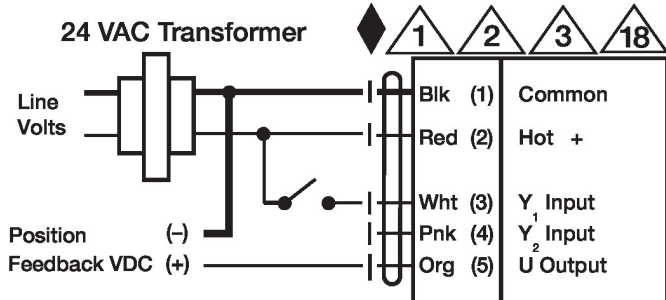 24 VAC Transformer
1 2 3 18
Line
Volts
Blk (1) Common
Red (2) Hot +
Wht (3) Y1 Input
Pnk (4) Y2 Input
Org (5) U Output
Position (–)
Feedback VDC (+)